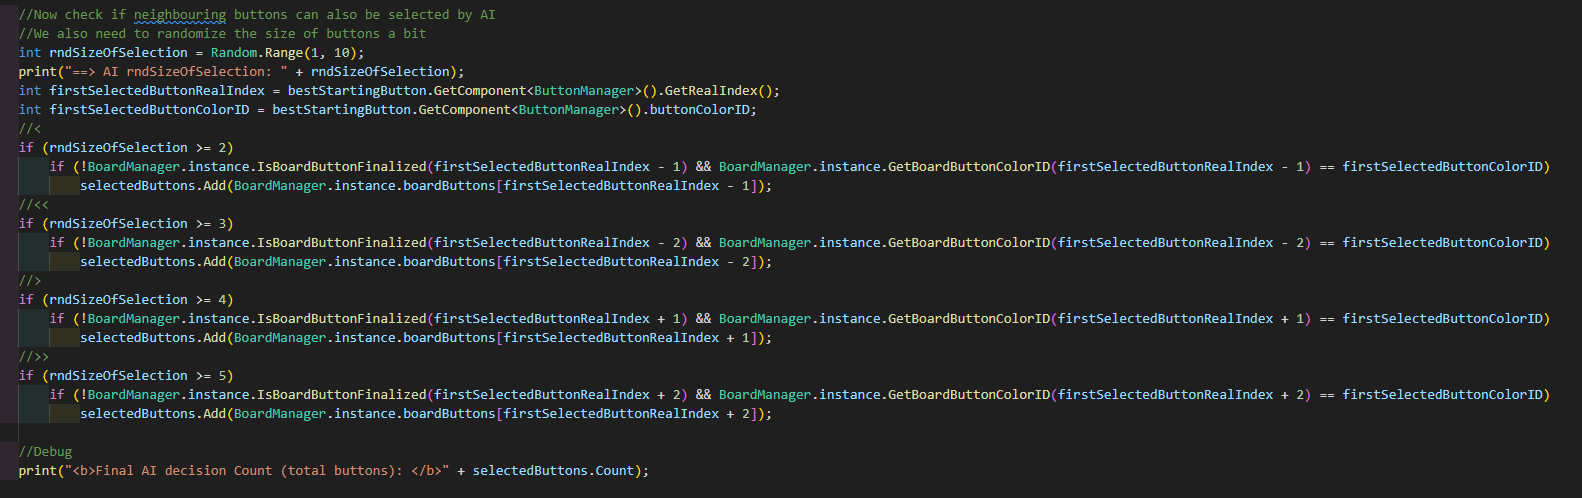 //Now check if neighbouring buttons can also be selected by AI
//We also need to randomize the size of buttons a bit
int rndSizeOfSelection = Random.Range(1, 10);
print("==> AI rndSizeOfSelection: " + rndSizeOfSelection);
int firstSelectedButtonRealIndex = bestStartingButton.GetComponent<ButtonManager>().GetRealIndex();
int firstSelectedButtonColorID = bestStartingButton.GetComponent<ButtonManager>().buttonColorID;
//<
if (rndSizeOfSelection >= 2)
if (!BoardManager.instance.IsBoardButtonFinalized(firstSelectedButtonRealIndex - 1) && BoardManager.instance.GetBoardButtonColorID(firstSelectedButtonRealIndex - 1) == firstSelectedButtonColorID)
selectedButtons.Add(BoardManager.instance.boardButtons[firstSelectedButtonRealIndex - 1]);
//<<
if (rndSizeOfSelection >= 3)
if (!BoardManager.instance.IsBoardButtonFinalized(firstSelectedButtonRealIndex - 2) && BoardManager.instance.GetBoardButtonColorID(firstSelectedButtonRealIndex - 2) == firstSelectedButtonColorID)
selectedButtons.Add(BoardManager.instance.boardButtons[firstSelectedButtonRealIndex - 2]);
//>
if (rndSizeOfSelection >= 4)
if (!BoardManager.instance.IsBoardButtonFinalized(firstSelectedButtonRealIndex + 1) && BoardManager.instance.GetBoardButtonColorID(firstSelectedButtonRealIndex + 1) == firstSelectedButtonColorID)
selectedButtons.Add(BoardManager.instance.boardButtons[firstSelectedButtonRealIndex + 1]);
//>>
if (rndSizeOfSelection >= 5)
if (!BoardManager.instance.IsBoardButtonFinalized(firstSelectedButtonRealIndex + 2) && BoardManager.instance.GetBoardButtonColorID(firstSelectedButtonRealIndex + 2) == firstSelectedButtonColorID)
selectedButtons.Add(BoardManager.instance.boardButtons[firstSelectedButtonRealIndex + 2]);
//Debug
print("<b>Final AI decision Count (total buttons): </b>" + selectedButtons.Count);